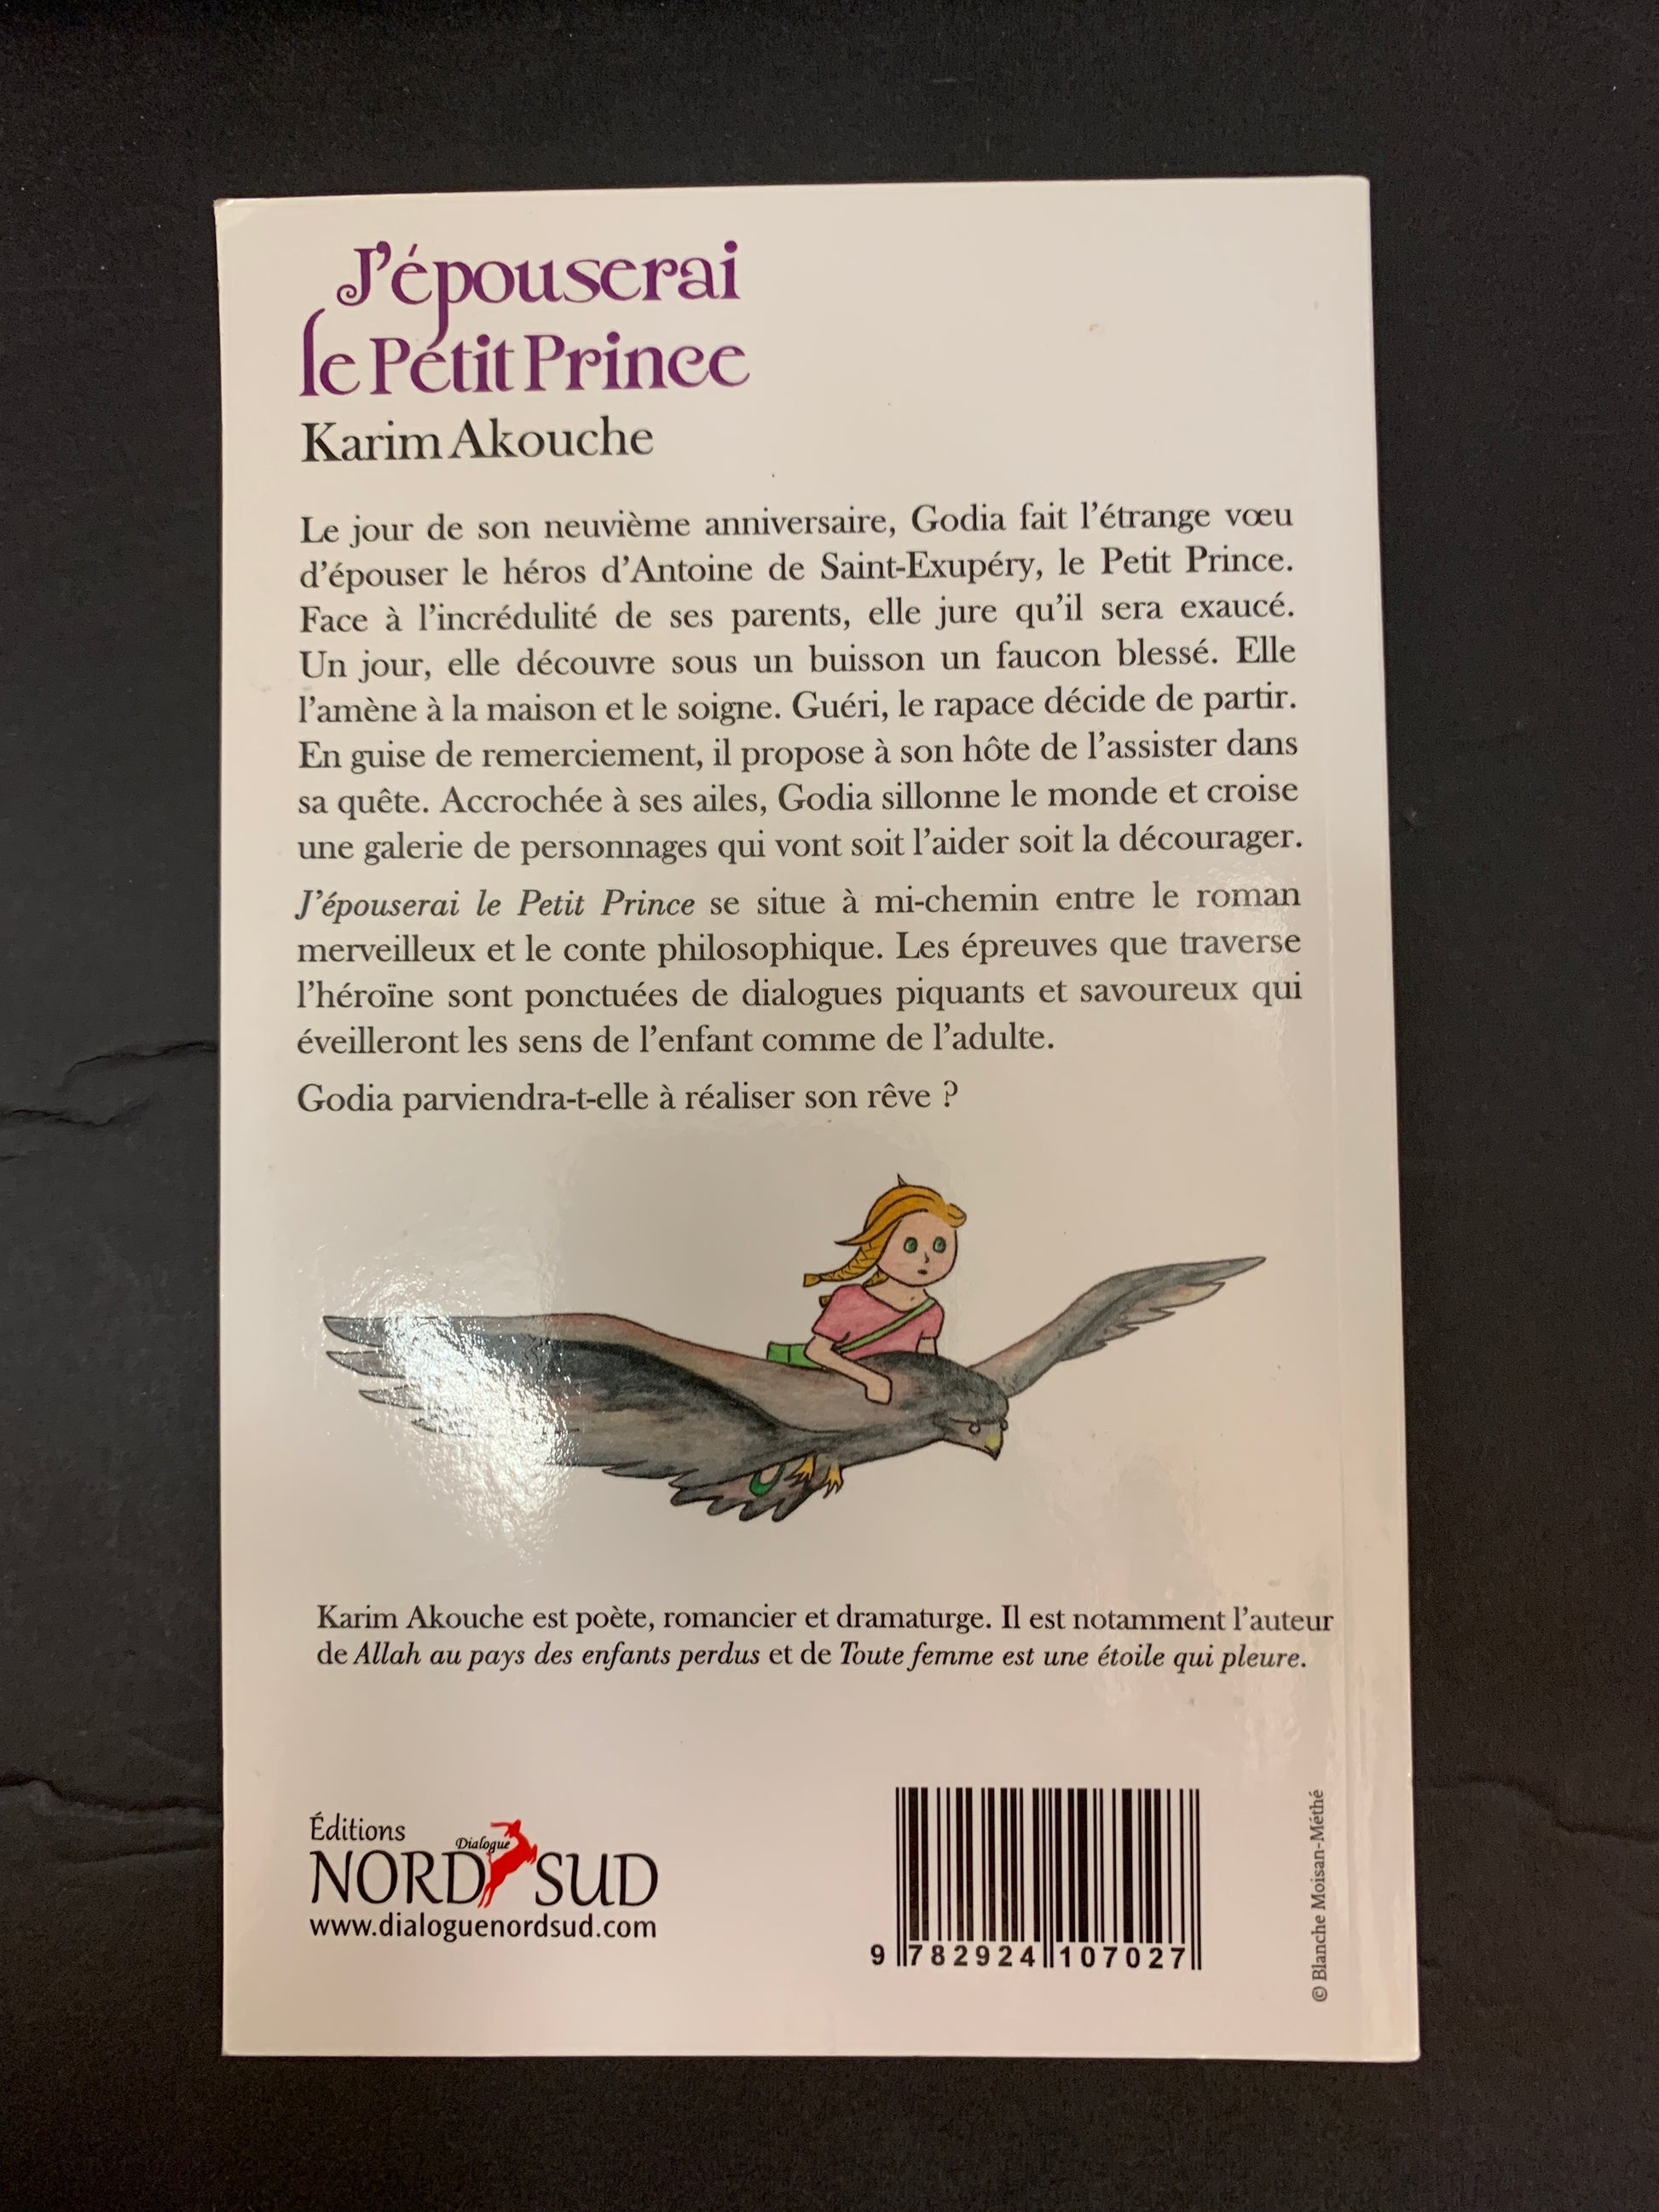 J'épouserai
le Petit Prince
Karim Akouche
Le jour de son neuvième anniversaire, Godia fait l'étrange vœu
d'épouser le héros d'Antoine de Saint-Exupéry, le Petit Prince.
Face à l'incrédulité de ses parents, elle jure qu'il sera exaucé.
Un jour, elle découvre sous un buisson un faucon blessé. Elle
l'amène à la maison et le soigne. Guéri, le rapace décide de partir.
En guise de remerciement, il propose à son hôte de l'assister dans
sa quête. Accrochée à ses ailes, Godia sillonne le monde et croise
une galerie de personnages qui vont soit l'aider soit la décourager.
J'épouserai le Petit Prince se situe à mi-chemin entre le roman
merveilleux et le conte philosophique. Les épreuves que traverse
l'héroïne sont ponctuées de dialogues piquants et savoureux qui
éveilleront les sens de l'enfant comme de l'adulte.
Godia parviendra-t-elle à réaliser son rêve ?
Karim Akouche est poète, romancier et dramaturge. Il est notamment l'auteur
de Allah au pays des enfants perdus et de Toute femme est une étoile qui pleure.
Éditions
Dialogue
NORD SUD
www.dialoguenordsud.com
9 782924 107027
© Blanche Moisan-Méthé